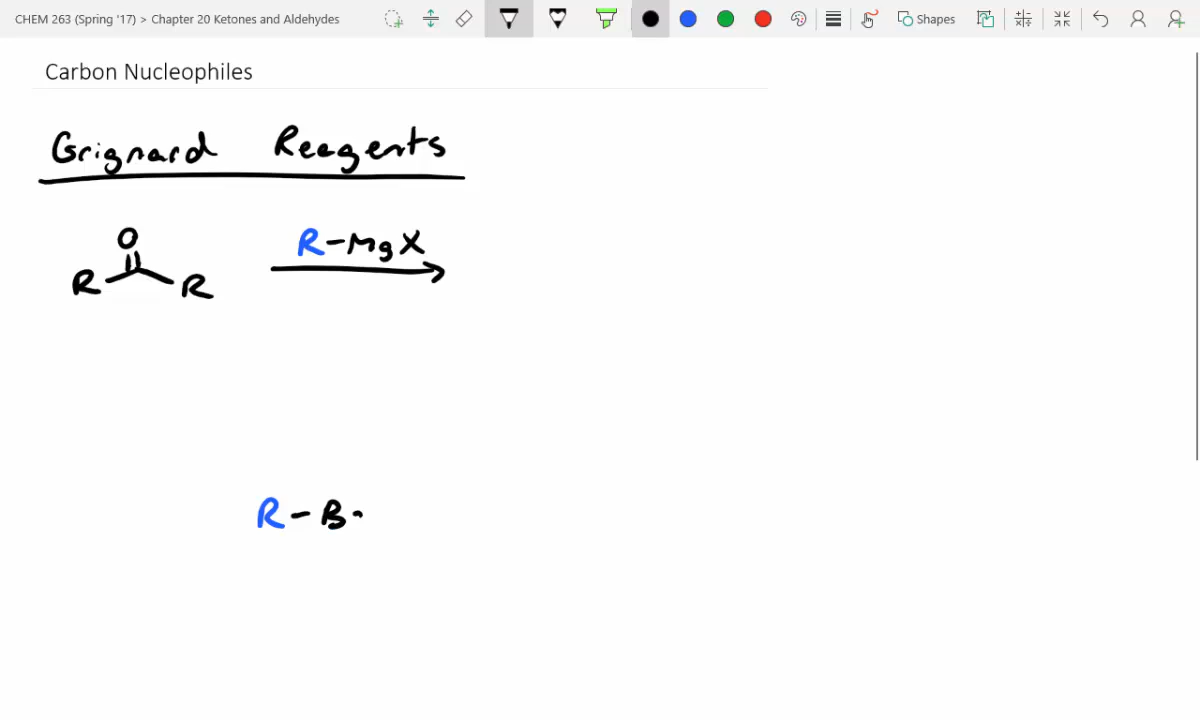 CHEM 263 (Spring '17) > Chapter 20 Ketones and Aldehydes
Shapes
Carbon Nucleophiles
Grignard Reagents
O
R R
R-MgX
R-B